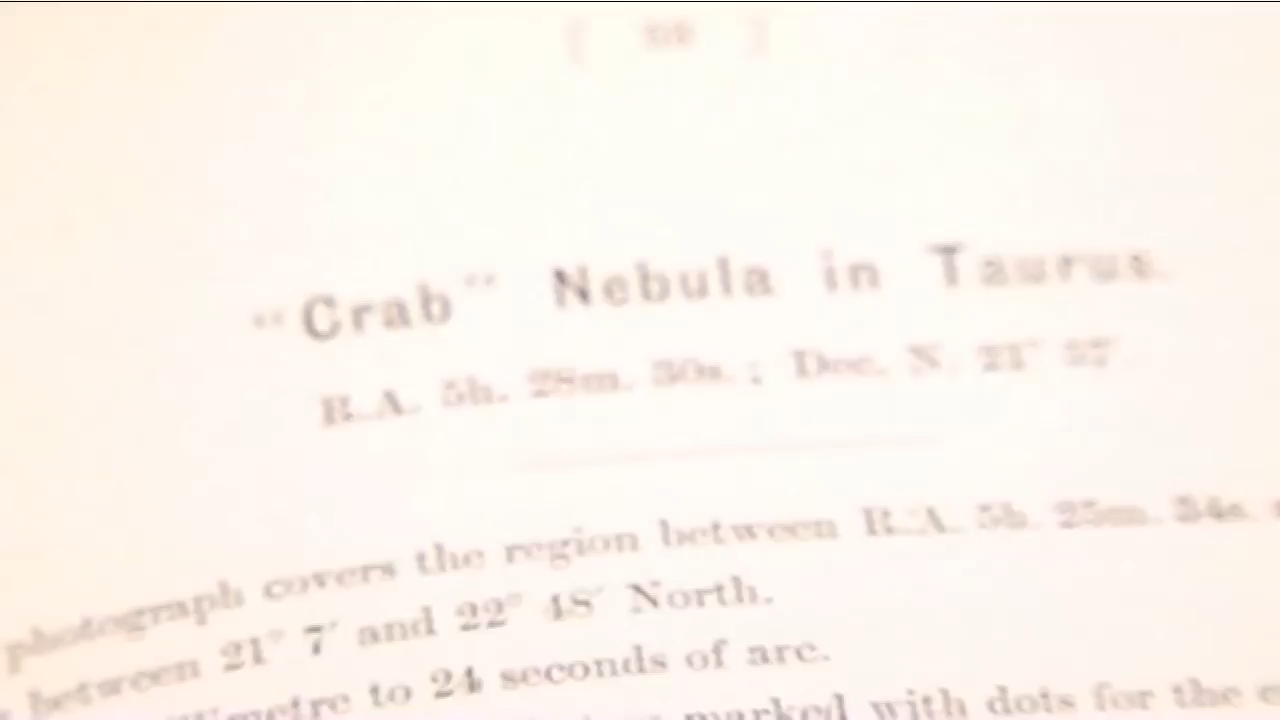 "Crab" Nebula in Taurus.
R.A. 5h. 28m. 30s.; Dec. N. 21° 57'
photograph covers the region between R.A. 5h. 25m. 34s.
between 21° 7′ and 22° 48′ North.
to 24 seconds of arc.
marked with dots for the